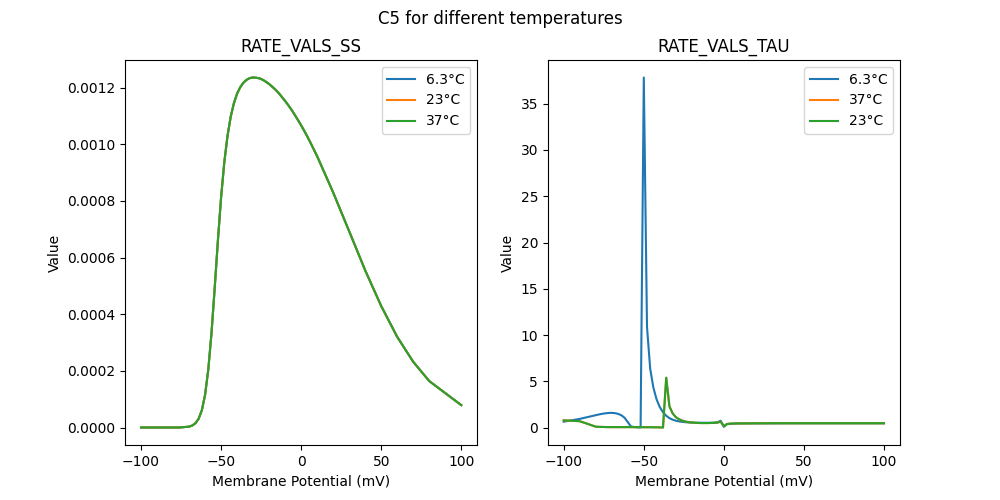 C5 for different temperatures
RATE_VALS_SS
6.3°C
23°C
37°C
0.0012
0.0010
0.0008
0.0006
0.0004
0.0002
0.0000
Value
−100
−50
0
50
100
Membrane Potential (mV)
RATE_VALS_TAU
6.3°C
37°C
23°C
35
30
25
20
15
10
5
0
Value
−100
−50
0
50
100
Membrane Potential (mV)